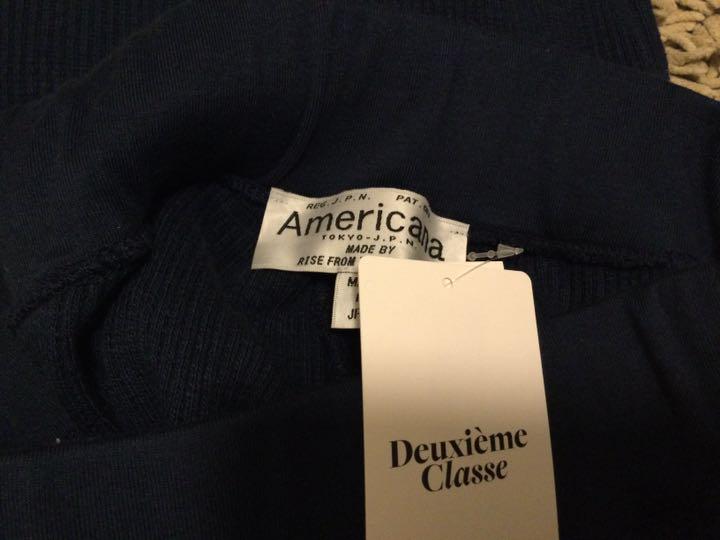 REG. J. P. N. PAT.
Americana
TOKYO-J.P.N.
MADE BY
RISE FROM
Deuxième
Classe